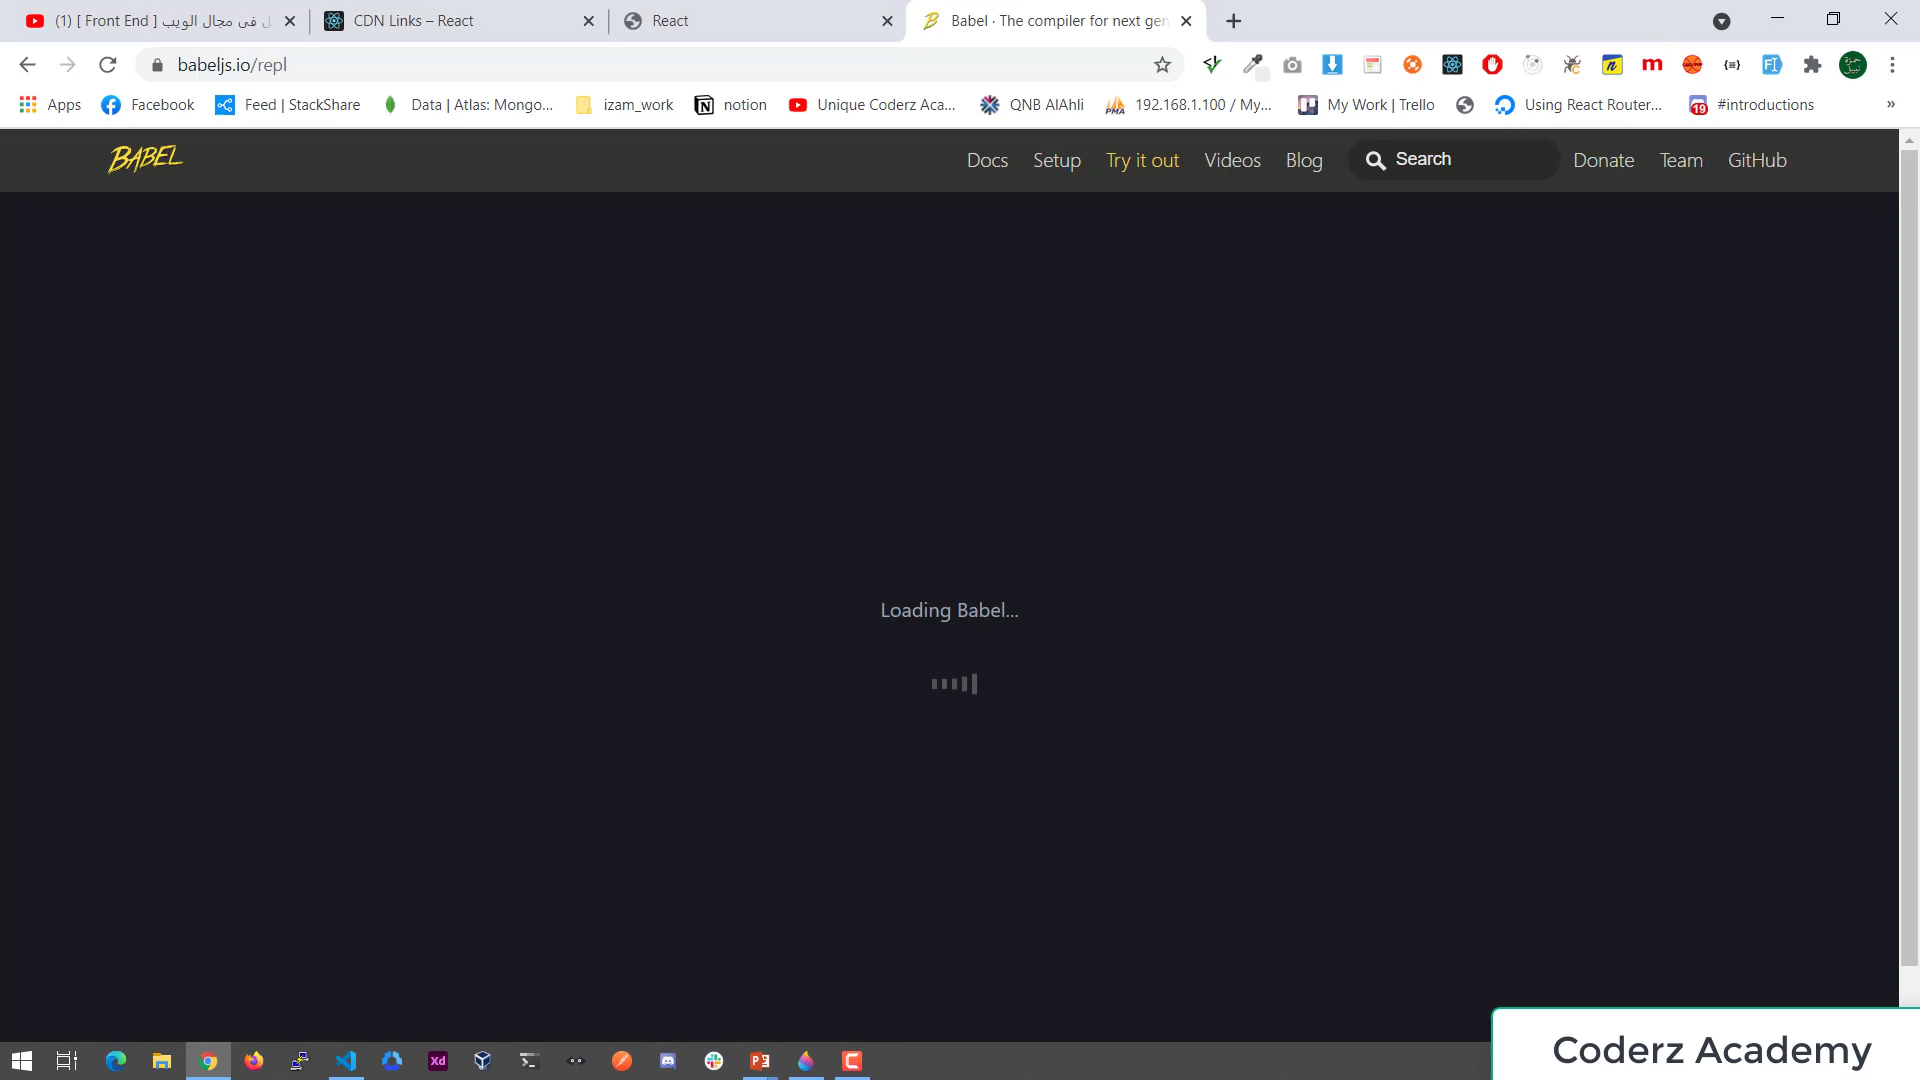 (1) [ Front End ] ل فى مجال الويب
CDN Links – React
React
Babel · The compiler for next gen
babeljs.io/repl
Apps
Facebook
Feed | StackShare
Data | Atlas: Mongo...
izam_work
notion
Unique Coderz Aca...
QNB AlAhli
192.168.1.100 / My...
My Work | Trello
Using React Router...
19
#introductions
»
BABEL
Docs
Setup
Try it out
Videos
Blog
Search
Donate
Team
GitHub
Loading Babel...
Xd
Coderz Academy